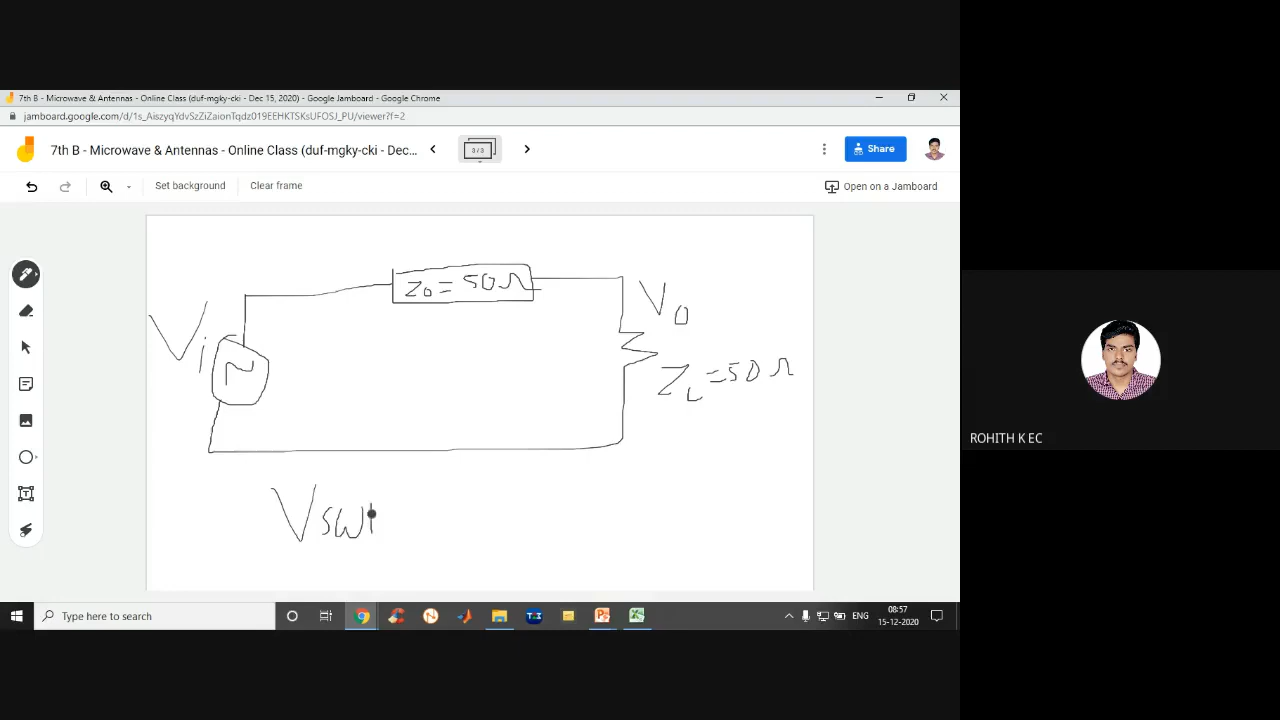 7th B - Microwave & Antennas - Online Class (duf-mgky-cki - Dec 15, 2020) - Google Jamboard - Google Chrome
jamboard.google.com/d/1s_AiszyqYdvSzZiZaionTqdz019EEHKTSKsUFOSJ_PU/viewer?f=2
7th B - Microwave & Antennas - Online Class (duf-mgky-cki - Dec...
3/3
Share
Set background
Clear frame
Open on a Jamboard
Z0 = 50Ω
Vi
V0
ZL = 50Ω
N
Vsw
ROHITH K EC
Type here to search
ENG
08:57
15-12-2020